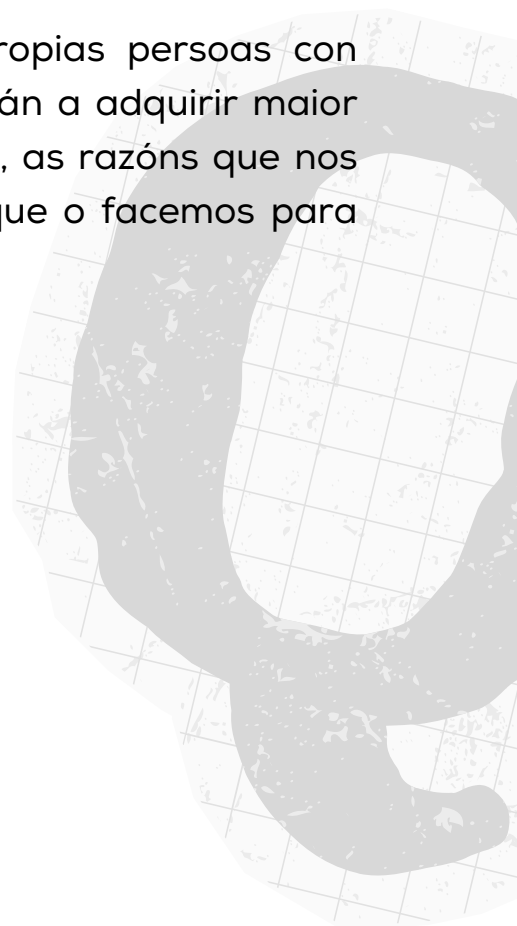 ropias persoas con
án a adquirir maior
, as razóns que nos
que o facemos para
Q